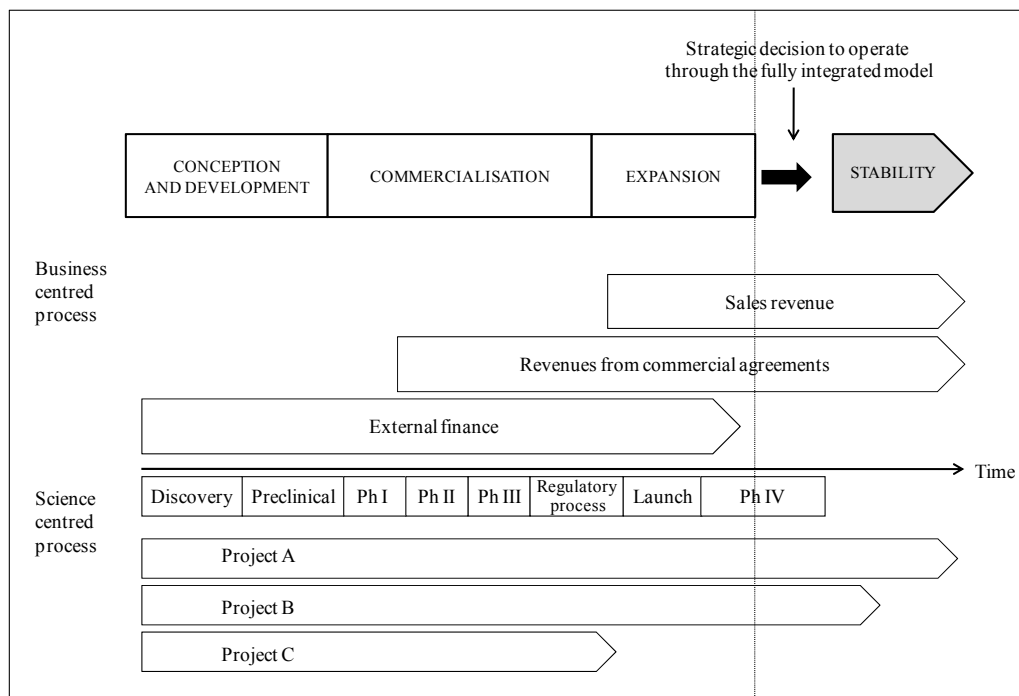 Strategic decision to operate
through the fully integrated model
CONCEPTION
AND DEVELOPMENT
COMMERCIALISATION
EXPANSION
STABILITY
Business
centred
process
Sales revenue
Revenues from commercial agreements
External finance
Time
Science
centred
process
Discovery
Preclinical
Ph I
Ph II
Ph III
Regulatory
process
Launch
Ph IV
Project A
Project B
Project C